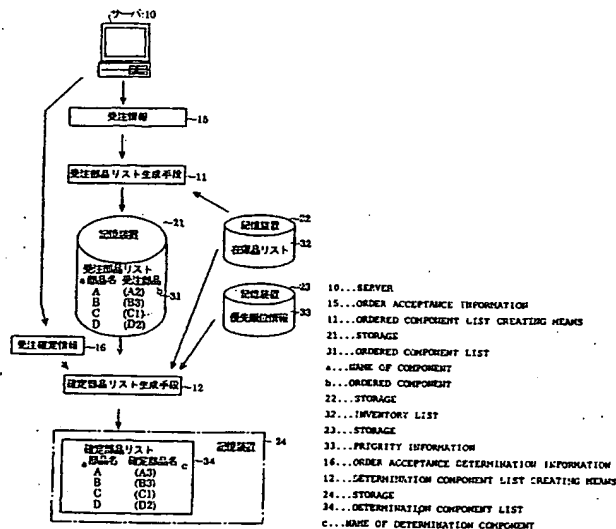 サーバ:10
受注情報
15
受注部品リスト生成手段
11
21
記憶装置
受注部品リスト
a 部品名 受注部品 b
A (A2)
B (B3)
C (C1)
D (D2)
31
記憶装置
22
在庫品リスト
32
記憶装置
23
優先順位情報
33
受注確定情報
16
確定部品リスト生成手段
12
記憶装置
24
確定部品リスト
a 部品名 確定部品名 c
34
A (A3)
B (B3)
C (C1)
D (D2)
10...SERVER
15...ORDER ACCEPTANCE INFORMATION
11...ORDERED COMPONENT LIST CREATING MEANS
21...STORAGE
31...ORDERED COMPONENT LIST
a...NAME OF COMPONENT
b...ORDERED COMPONENT
22...STORAGE
32...INVENTORY LIST
23...STORAGE
33...PRIORITY INFORMATION
16...ORDER ACCEPTANCE DETERMINATION INFORMATION
12...DETERMINATION COMPONENT LIST CREATING MEANS
24...STORAGE
34...DETERMINATION COMPONENT LIST
c...NAME OF DETERMINATION COMPONENT